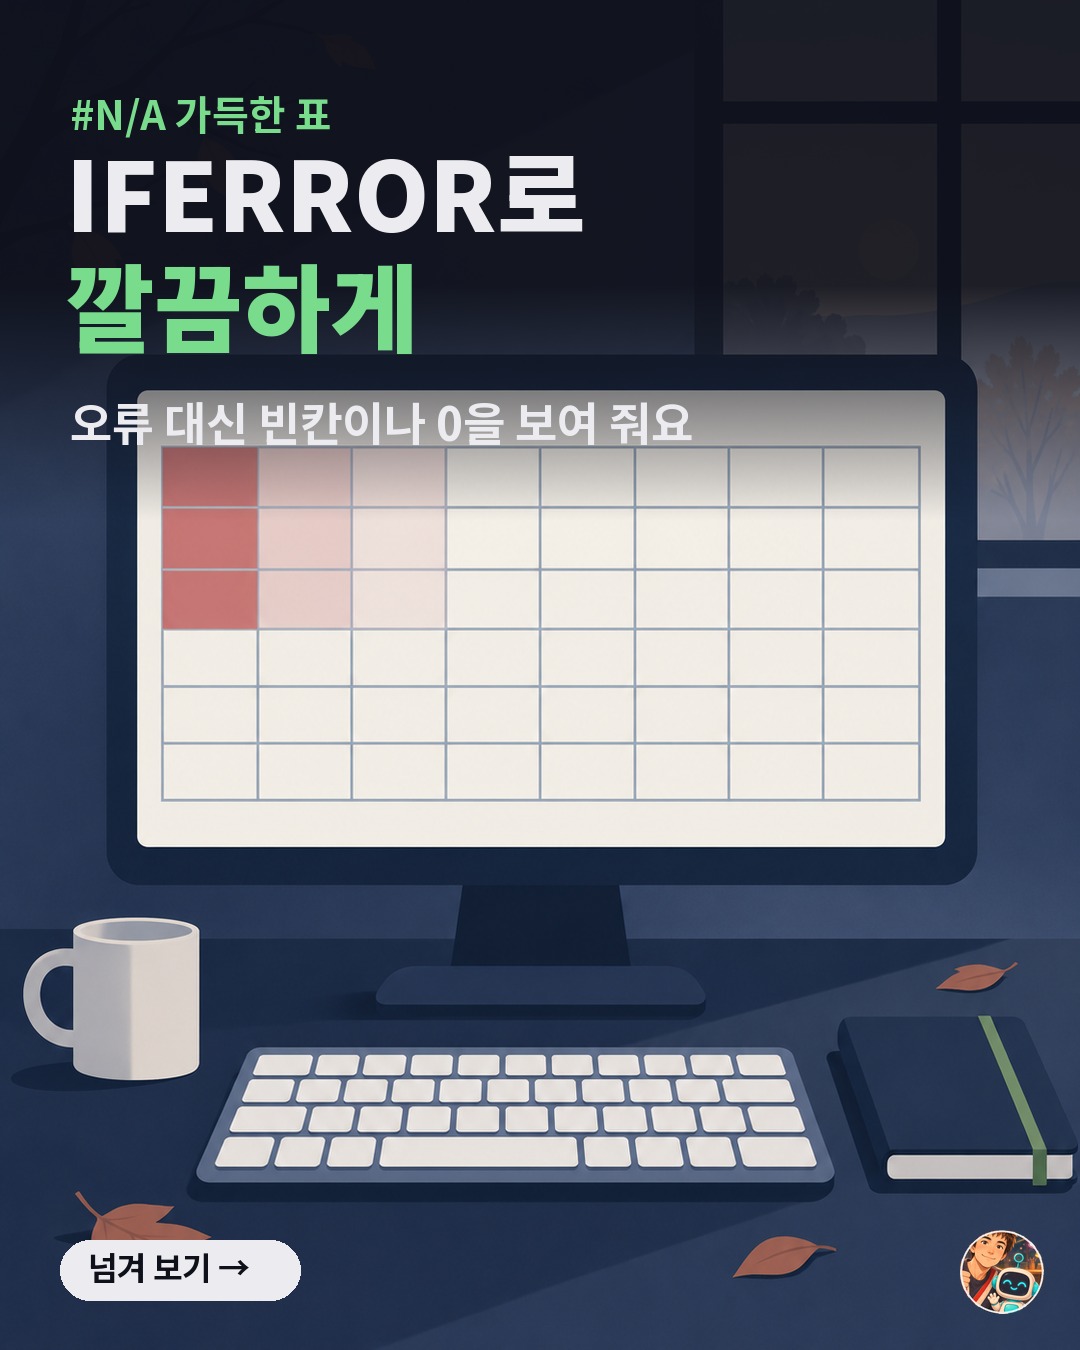 #N/A 가득한 표
IFERROR로
깔끔하게
오류 대신 빈칸이나 0을 보여 줘요
넘겨 보기 →